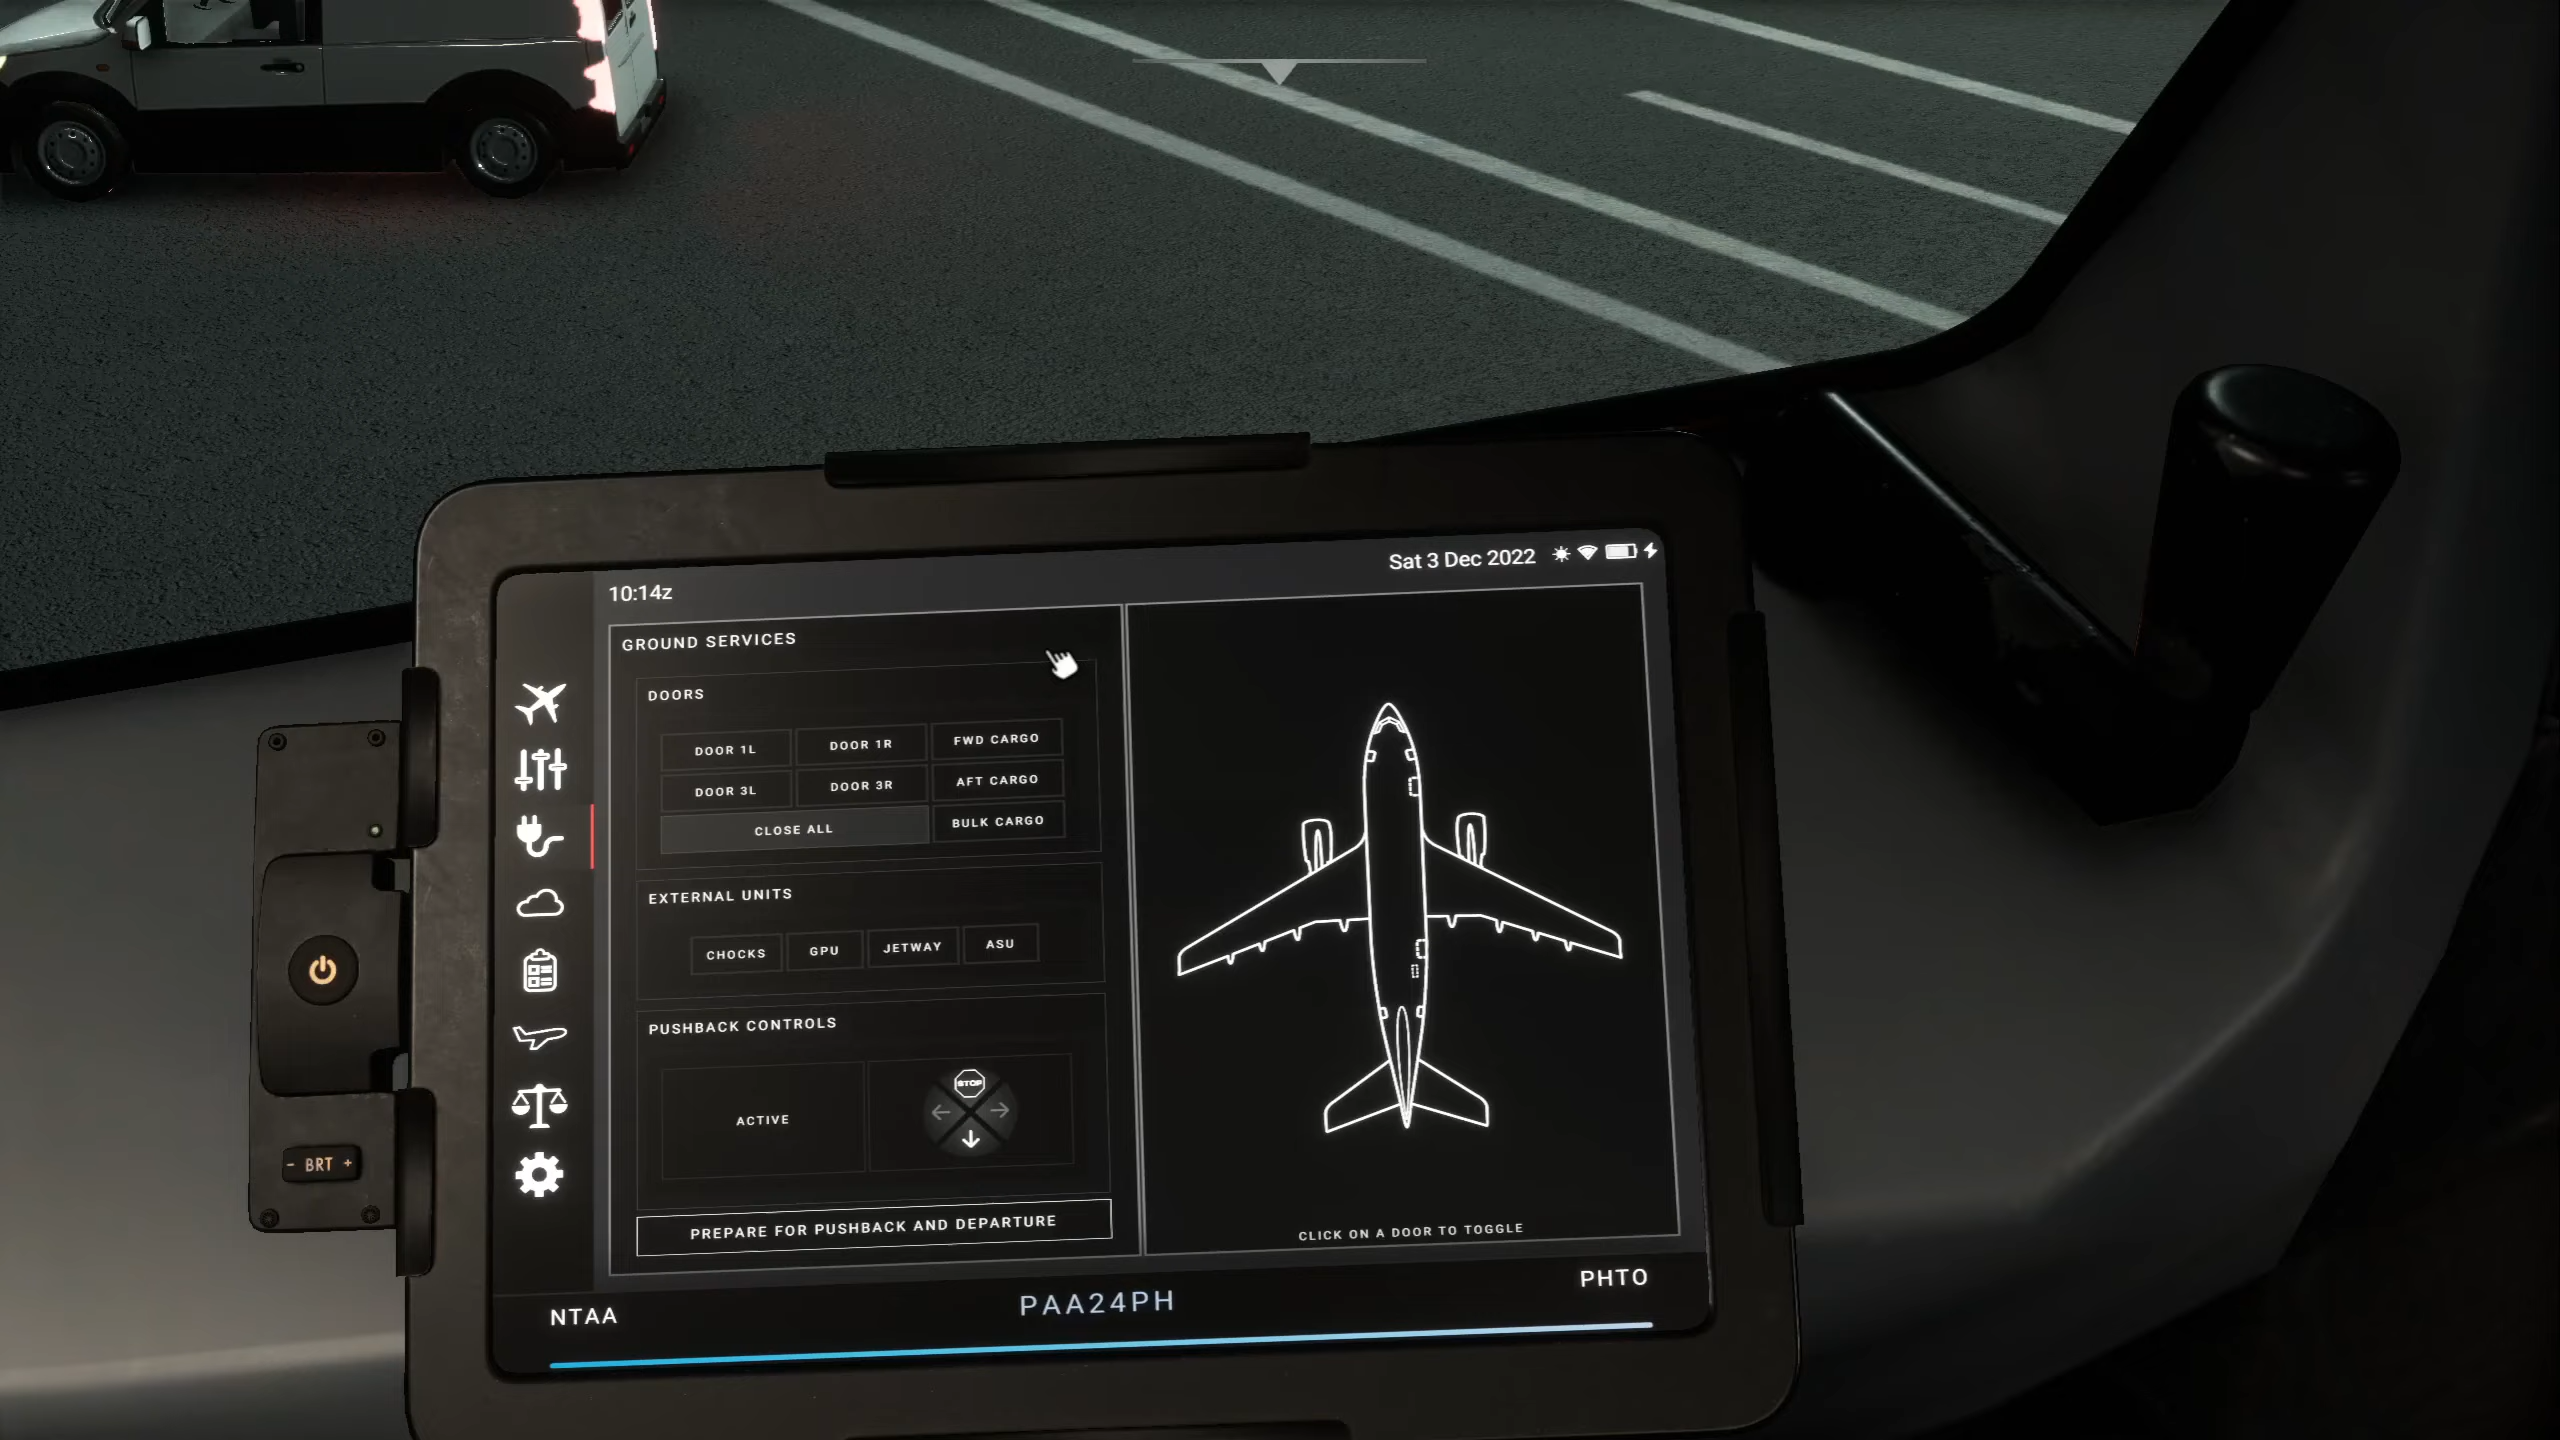 10:14z
Sat 3 Dec 2022
GROUND SERVICES
DOORS
DOOR 1L
DOOR 1R
FWD CARGO
DOOR 3L
DOOR 3R
AFT CARGO
CLOSE ALL
BULK CARGO
EXTERNAL UNITS
CHOCKS
GPU
JETWAY
ASU
PUSHBACK CONTROLS
ACTIVE
STOP
PREPARE FOR PUSHBACK AND DEPARTURE
CLICK ON A DOOR TO TOGGLE
NTAA
PAA24PH
PHTO
- BRT +